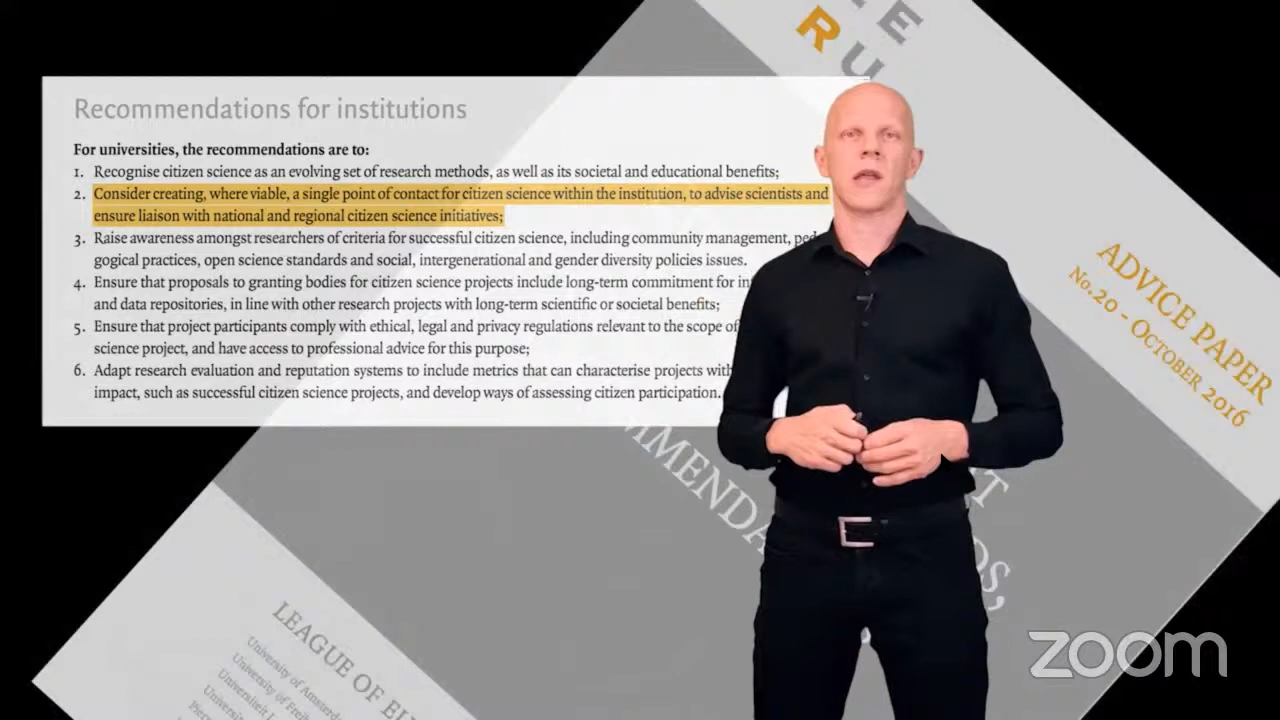 Recommendations for institutions
For universities, the recommendations are to:
1. Recognise citizen science as an evolving set of research methods, as well as its societal and educational benefits;
2. Consider creating, where viable, a single point of contact for citizen science within the institution, to advise scientists and
ensure liaison with national and regional citizen science initiatives;
3. Raise awareness amongst researchers of criteria for successful citizen science, including community management,
gogical practices, open science standards and social, intergenerational and gender diversity policies issues.
4. Ensure that proposals to granting bodies for citizen science projects include long-term commitment for
and data repositories, in line with other research projects with long-term scientific or societal benefits;
5. Ensure that project participants comply with ethical, legal and privacy regulations relevant to the scope of
science project, and have access to professional advice for this purpose;
6. Adapt research evaluation and reputation systems to include metrics that can characterise projects with
impact, such as successful citizen science projects, and develop ways of assessing citizen participation.
E
RU
ADVICE PAPER
No.20 - OCTOBER 2016
LEAGUE OF
University of
University of
Universiteit
zoom